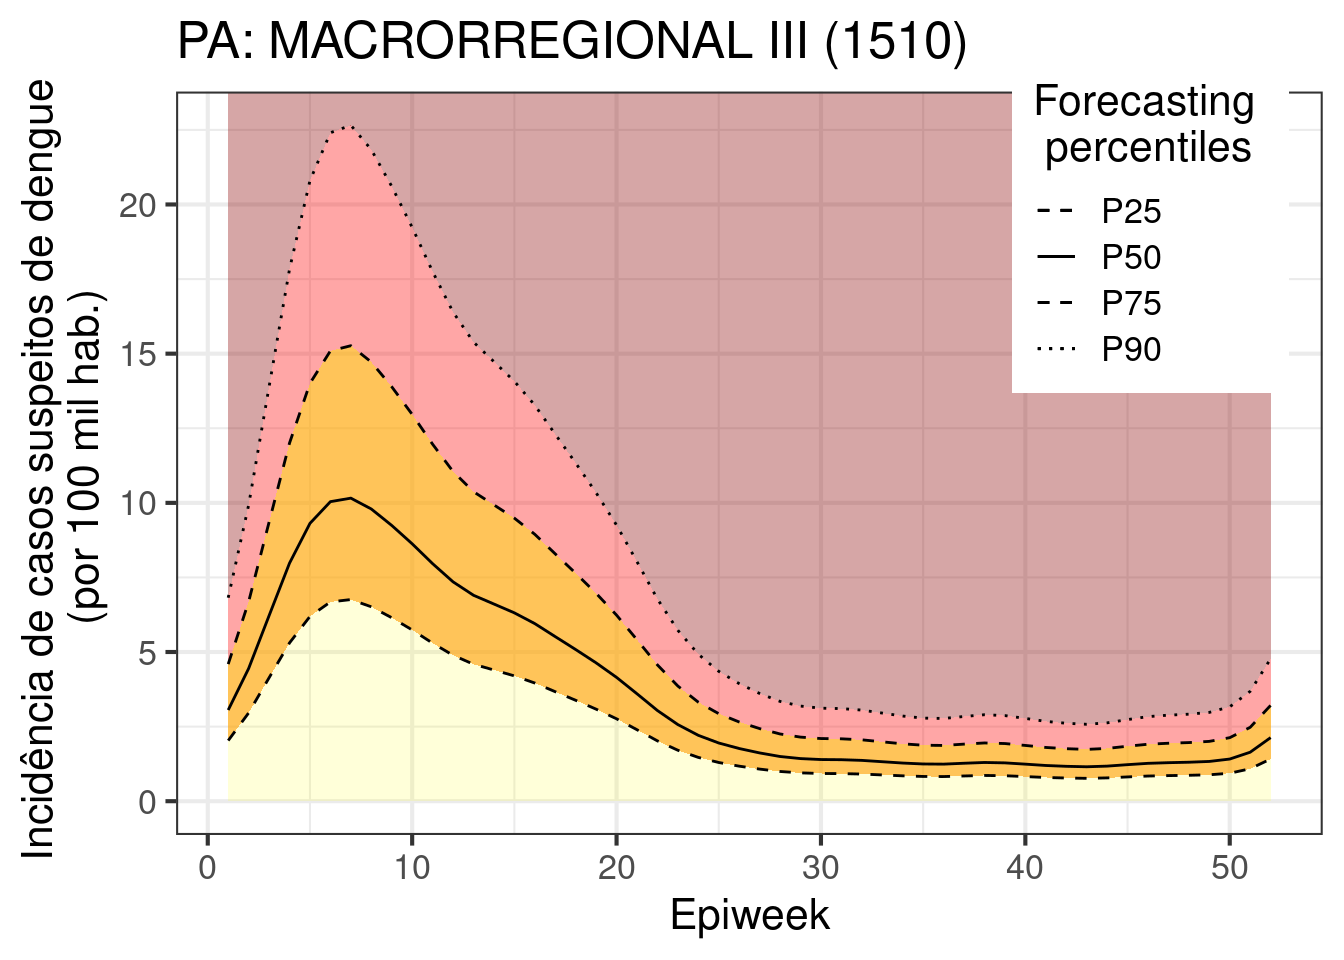 PA: MACRORREGIONAL III (1510)
Incidência de casos suspeitos de dengue
(por 100 mil hab.)
20
15
10
5
0
Forecasting
percentiles
P25
P50
P75
P90
0 10 20 30 40 50
Epiweek